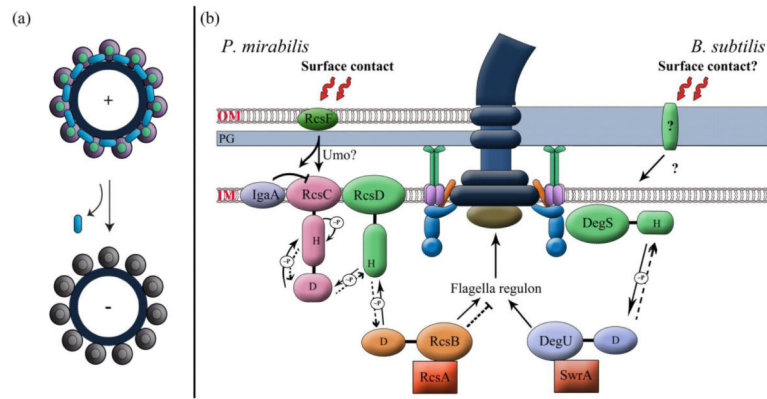 (a)
+
-
(b)
P. mirabilis
B. subtilis
Surface contact
Surface contact?
OM
RcsF
?
PG
Umo?
?
IM
IgaA
RcsC
RcsD
DegS
H
H
~P
H
~P
~P
D
~P
H
~P
~P
Flagella regulon
D
RcsB
DegU
D
RcsA
SwrA